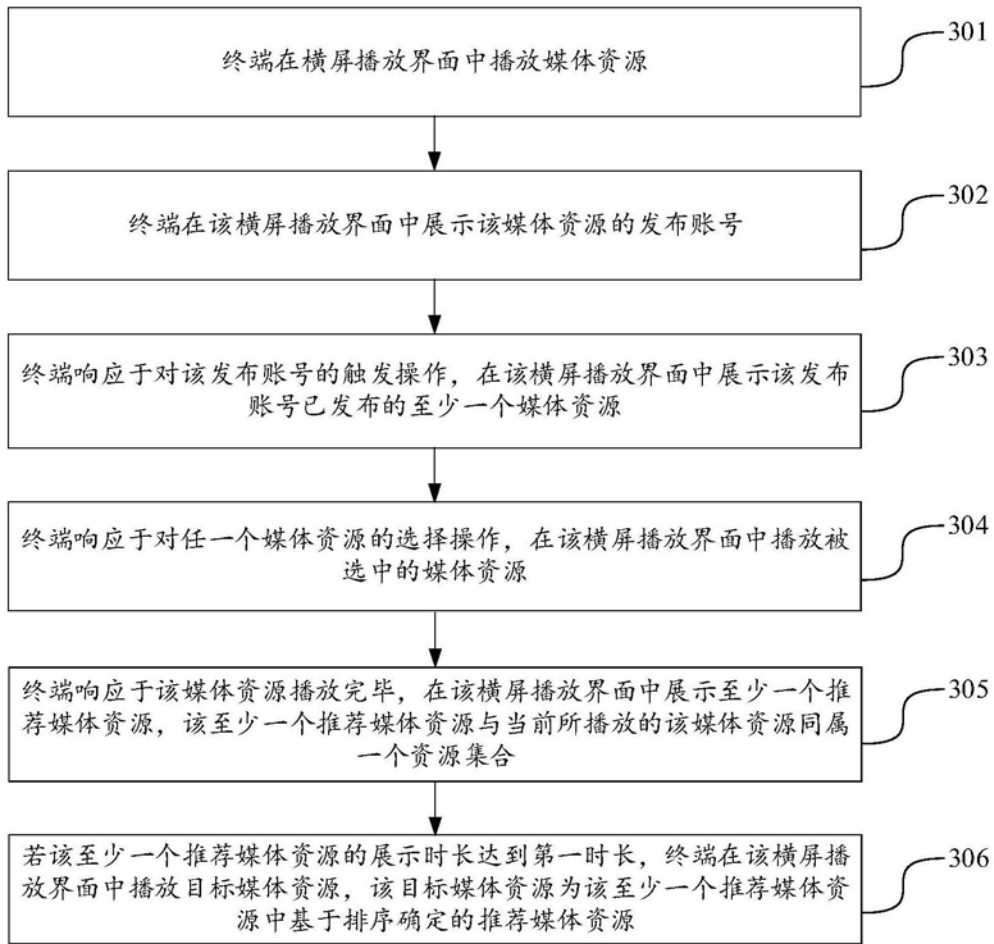 终端在横屏播放界面中播放媒体资源
301
终端在该横屏播放界面中展示该媒体资源的发布账号
302
终端响应于对该发布账号的触发操作，在该横屏播放界面中展示该发布
账号已发布的至少一个媒体资源
303
终端响应于对任一个媒体资源的选择操作，在该横屏播放界面中播放被
选中的媒体资源
304
终端响应于该媒体资源播放完毕，在该横屏播放界面中展示至少一个推
荐媒体资源，该至少一个推荐媒体资源与当前所播放的该媒体资源同属
一个资源集合
305
若该至少一个推荐媒体资源的展示时长达到第一时长，终端在该横屏播
放界面中播放目标媒体资源，该目标媒体资源为该至少一个推荐媒体资
源中基于排序确定的推荐媒体资源
306